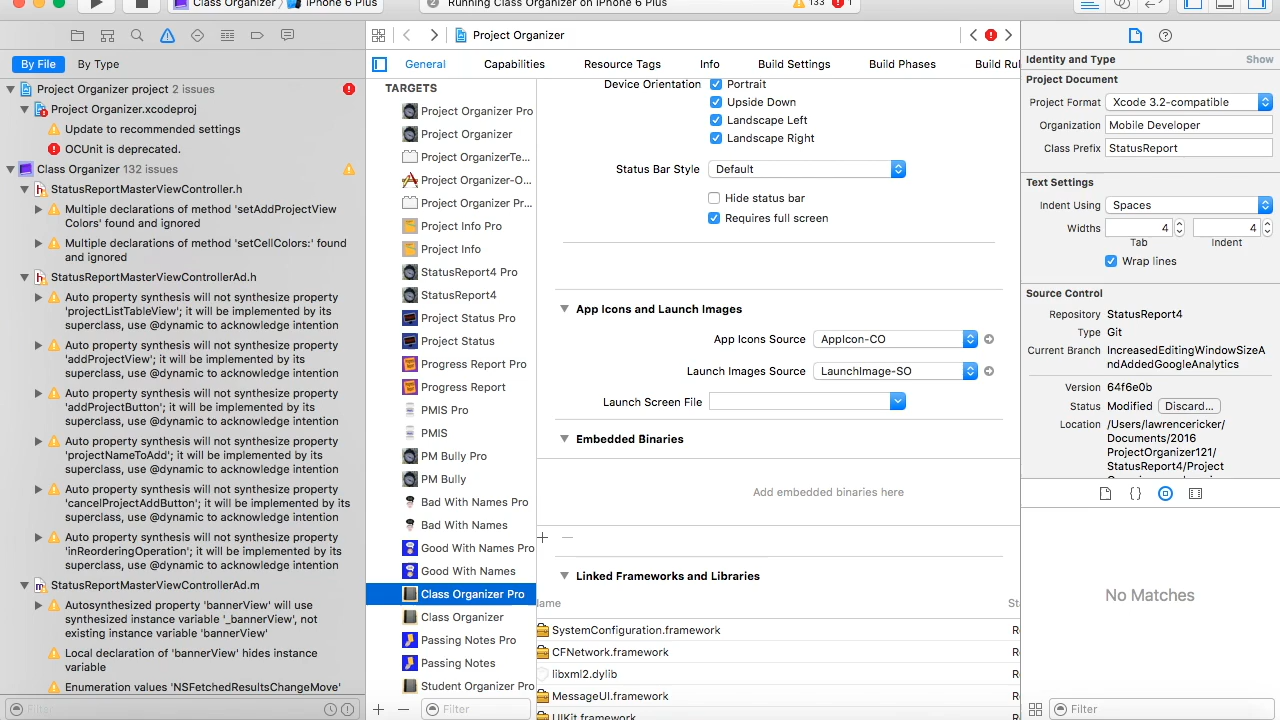 Class Organizer
iPhone 6 Plus
2
Running Class Organizer on iPhone 6 Plus
133
1
Project Organizer
By File
By Type
Project Organizer project 2 issues
Project Organizer.xcodeproj
Update to recommended settings
OCUnit is deprecated.
Class Organizer 132 issues
StatusReportMasterViewController.h
Multiple declarations of method 'setAddProjectView
Colors' found and ignored
Multiple declarations of method 'setCellColors:' found
and ignored
StatusReportMasterViewControllerAd.h
Auto property synthesis will not synthesize property
'projectListTableView'; it will be implemented by its
superclass, use @dynamic to acknowledge intention
Auto property synthesis will not synthesize property
'addProjectView'; it will be implemented by its
superclass, use @dynamic to acknowledge intention
Auto property synthesis will not synthesize property
'addProjectButton'; it will be implemented by its
superclass, use @dynamic to acknowledge intention
Auto property synthesis will not synthesize property
'projectNameToAdd'; it will be implemented by its
superclass, use @dynamic to acknowledge intention
Auto property synthesis will not synthesize property
'cancelProjectAddButton'; it will be implemented by its
superclass, use @dynamic to acknowledge intention
Auto property synthesis will not synthesize property
'inReorderingOperation'; it will be implemented by its
superclass, use @dynamic to acknowledge intention
StatusReportMasterViewControllerAd.m
Autosynthesized property 'bannerView' will use
synthesized instance variable '_bannerView', not
existing instance variable 'bannerView'
Local declaration of 'bannerView' hides instance
variable
Enumeration values 'NSFetchedResultsChangeMove'
Filter
General
Capabilities
Resource Tags
Info
Build Settings
Build Phases
Build Ru
TARGETS
Project Organizer Pro
Project Organizer
Project OrganizerTe...
Project Organizer-O...
Project Organizer Pr...
Project Info Pro
Project Info
StatusReport4 Pro
StatusReport4
Project Status Pro
Project Status
Progress Report Pro
Progress Report
PMIS Pro
PMIS
PM Bully Pro
PM Bully
Bad With Names Pro
Bad With Names
Good With Names Pro
Good With Names
Class Organizer Pro
Class Organizer
Passing Notes Pro
Passing Notes
Student Organizer Pro
Filter
Device Orientation
Portrait
Upside Down
Landscape Left
Landscape Right
Status Bar Style
Default
Hide status bar
Requires full screen
App Icons and Launch Images
App Icons Source
AppIcon-CO
Launch Images Source
LaunchImage-SO
Launch Screen File
Embedded Binaries
Add embedded binaries here
Linked Frameworks and Libraries
ame
St
SystemConfiguration.framework
R
CFNetwork.framework
R
libxml2.dylib
R
MessageUI.framework
R
UIKit.framework
Identity and Type
Show
Project Document
Project Format
Xcode 3.2-compatible
Organization
Mobile Developer
Class Prefix
StatusReport
Text Settings
Indent Using
Spaces
Widths
4
4
Tab
Indent
Wrap lines
Source Control
Repository
StatusReport4
Type
Git
Current Branch
IncreasedEditingWindowSizeA
ndAddedGoogleAnalytics
Version
64f6e0b
Status
Modified
Discard...
Location
/Users/lawrencericker/
Documents/2016
ProjectOrganizer121/
StatusReport4/Project
No Matches
Filter